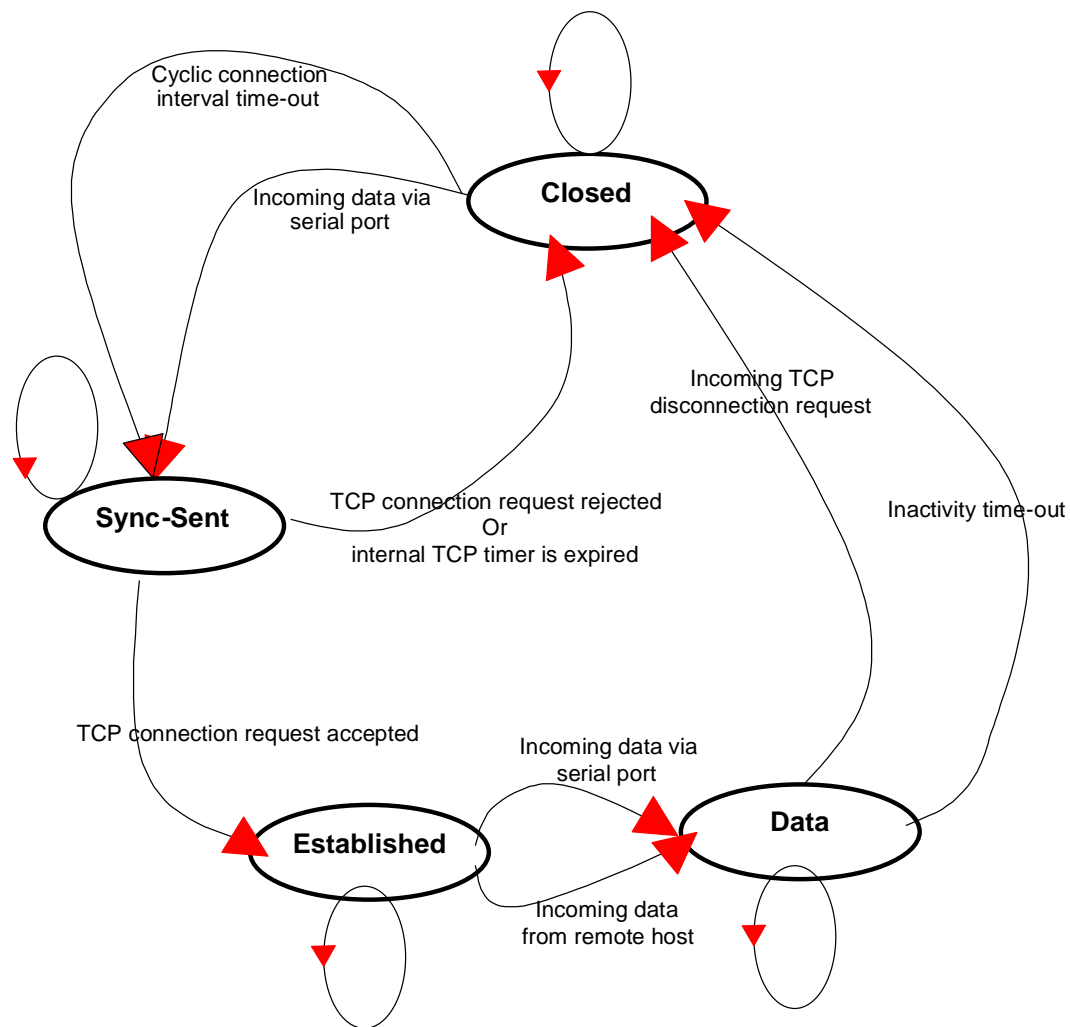 Cyclic connection
interval time-out
Closed
Incoming data via
serial port
Incoming TCP
disconnection request
Sync-Sent
TCP connection request rejected
Or
internal TCP timer is expired
Inactivity time-out
TCP connection request accepted
Incoming data via
serial port
Established
Data
Incoming data
from remote host